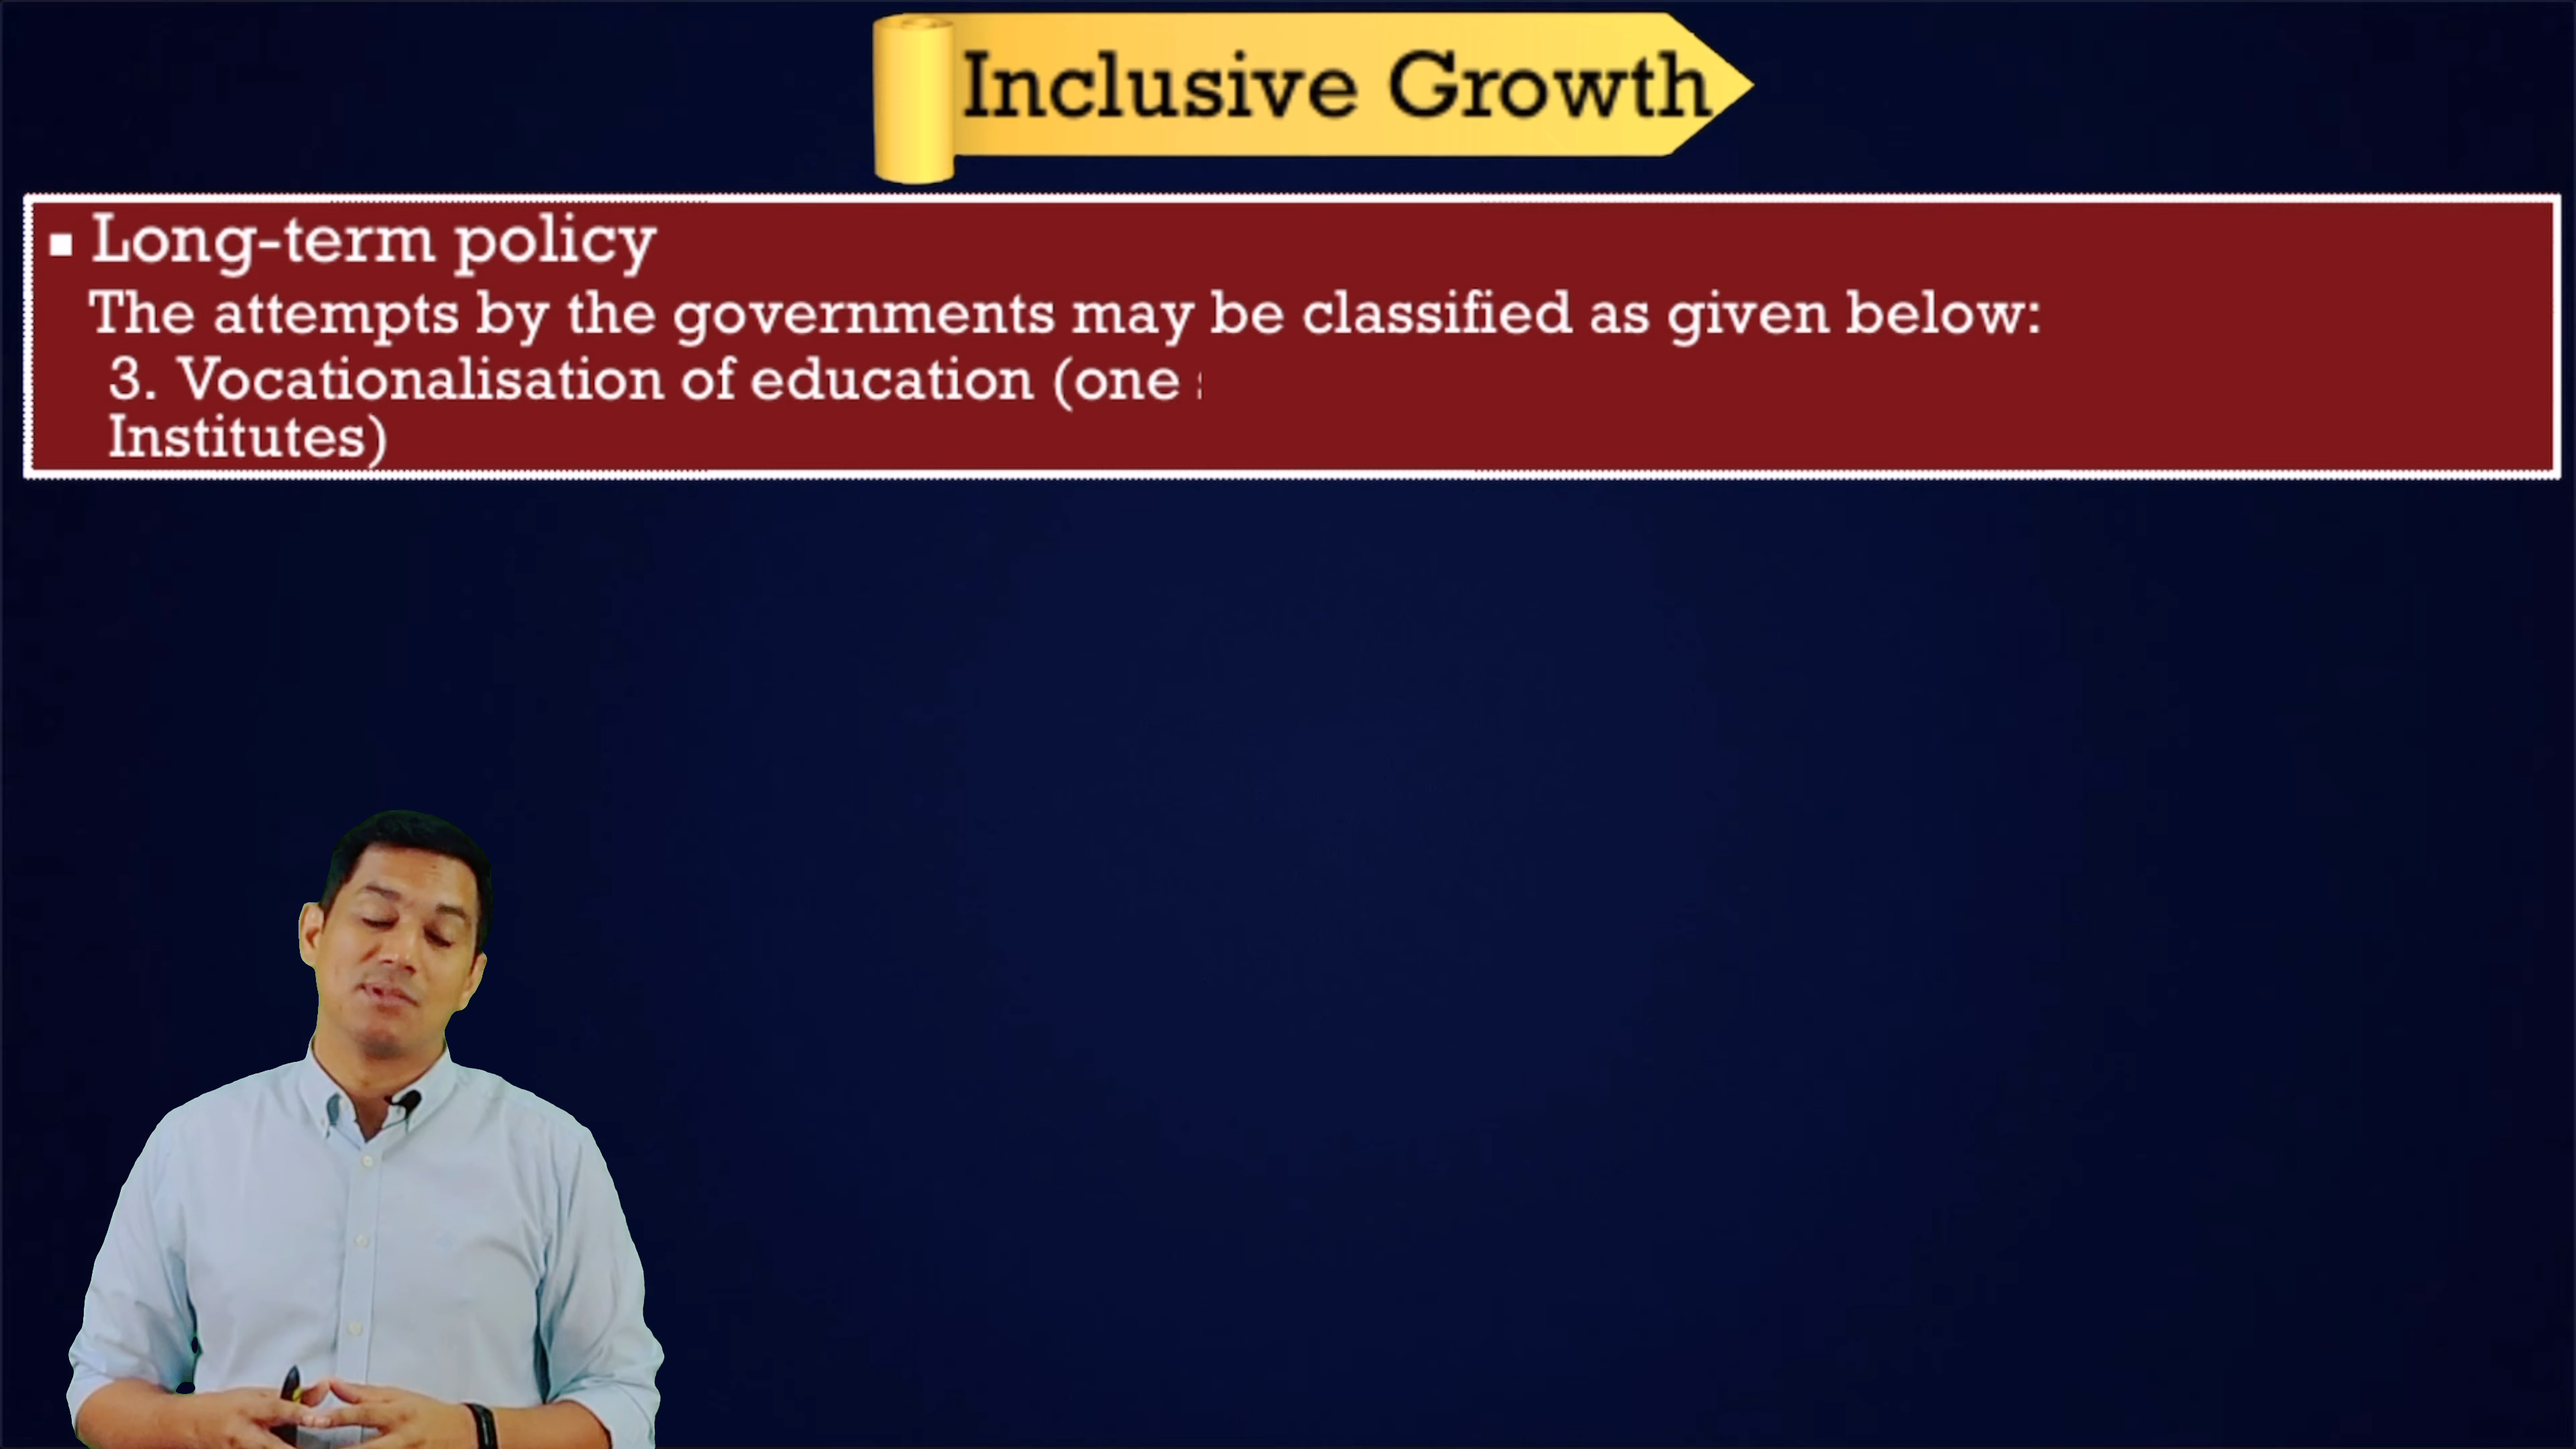 Inclusive Growth
▪ Long-term policy
The attempts by the governments may be classified as given below:
3. Vocationalisation of education (one
Institutes)